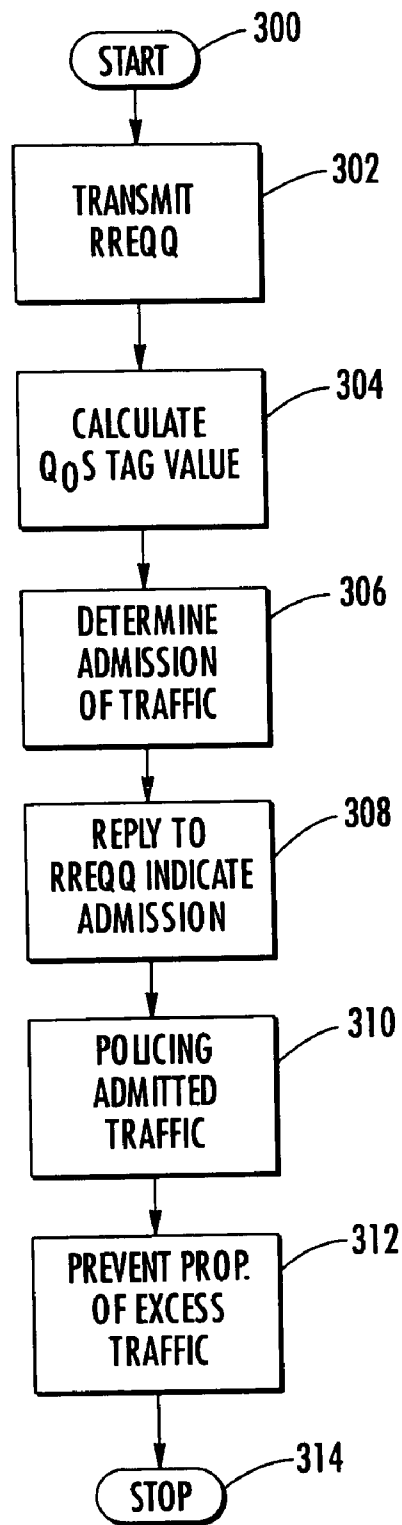 START
300
TRANSMIT
RREQQ
302
CALCULATE
QOS TAG VALUE
304
DETERMINE
ADMISSION
OF TRAFFIC
306
REPLY TO
RREQQ INDICATE
ADMISSION
308
POLICING
ADMITTED
TRAFFIC
310
PREVENT PROP.
OF EXCESS
TRAFFIC
312
STOP
314